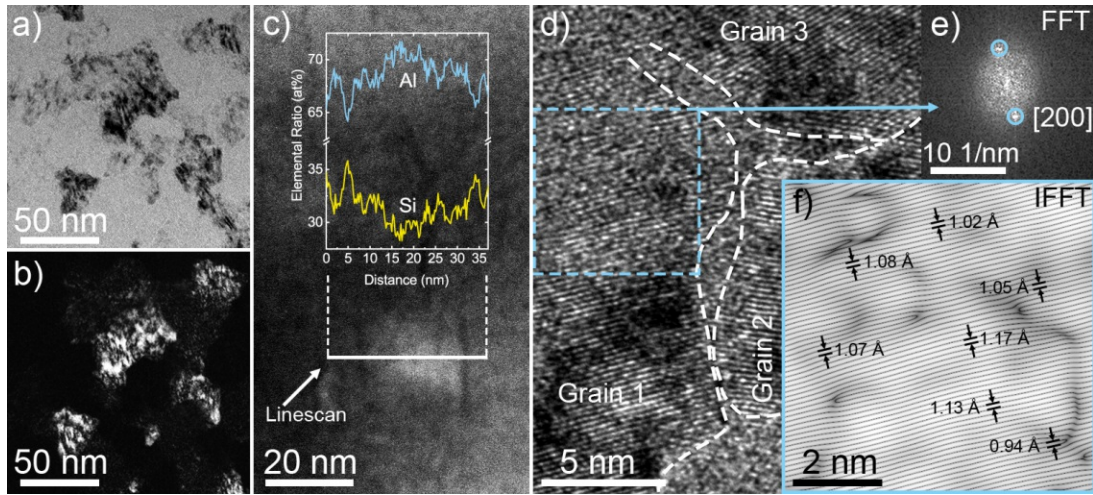 a)
50 nm
b)
50 nm
c)
Elemental Ratio (at%)
70
65
35
30
Al
Si
0 5 10 15 20 25 30 35
Distance (nm)
Linescan
20 nm
d)
Grain 3
Grain 1
Grain 2
5 nm
e)
FFT
[200]
10 1/nm
f)
IFFT
1.02 Å
1.08 Å
1.05 Å
1.07 Å
1.17 Å
1.13 Å
0.94 Å
2 nm